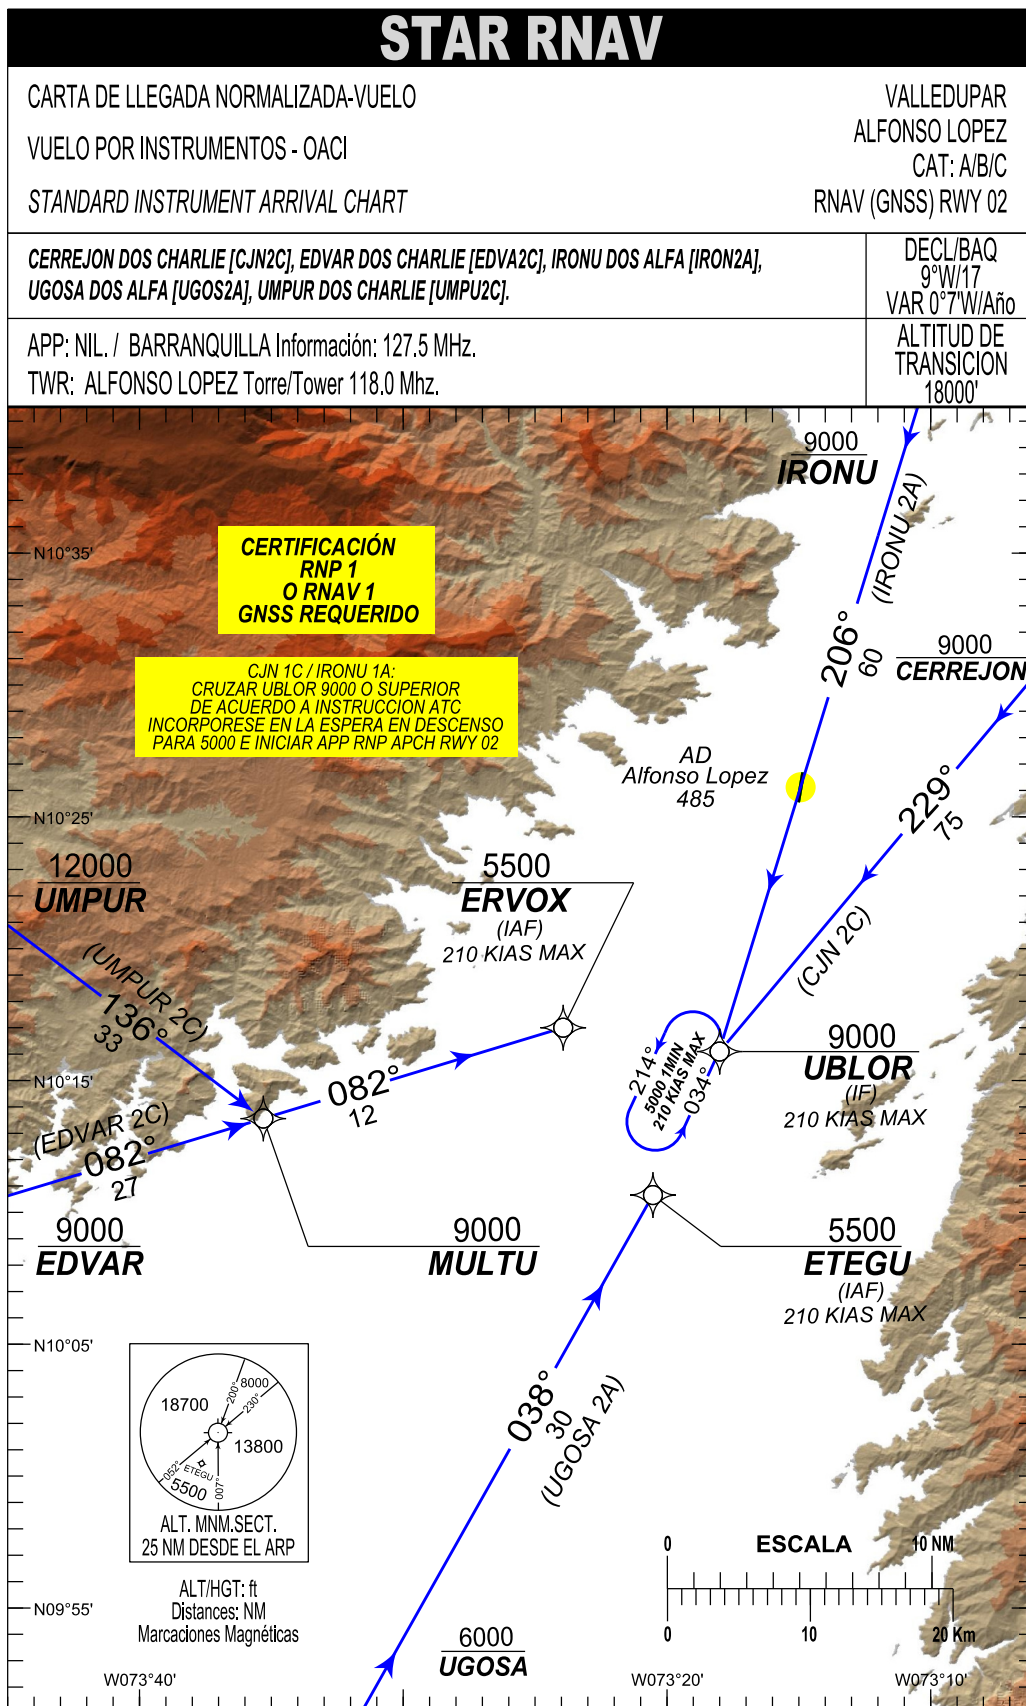 STAR RNAV
CARTA DE LLEGADA NORMALIZADA-VUELO
VUELO POR INSTRUMENTOS - OACI
STANDARD INSTRUMENT ARRIVAL CHART
VALLEDUPAR
ALFONSO LOPEZ
CAT: A/B/C
RNAV (GNSS) RWY 02
CERREJON DOS CHARLIE [CJN2C], EDVAR DOS CHARLIE [EDVA2C], IRONU DOS ALFA [IRON2A],
UGOSA DOS ALFA [UGOS2A], UMPUR DOS CHARLIE [UMPU2C].
DECL/BAQ
9°W/17
VAR 0°7'W/Año
APP: NIL. / BARRANQUILLA Información: 127.5 MHz.
TWR: ALFONSO LOPEZ Torre/Tower 118.0 Mhz.
ALTITUD DE
TRANSICION
18000'
9000
IRONU
(IRONU 2A)
N10°35'
CERTIFICACIÓN
RNP 1
O RNAV 1
GNSS REQUERIDO
206°
60
9000
CERREJON
CJN 1C / IRONU 1A:
CRUZAR UBLOR 9000 O SUPERIOR
DE ACUERDO A INSTRUCCION ATC
INCORPORESE EN LA ESPERA EN DESCENSO
PARA 5000 E INICIAR APP RNP APCH RWY 02
AD
Alfonso Lopez
485
229°
75
N10°25'
12000
UMPUR
5500
ERVOX
(IAF)
210 KIAS MAX
(UMPUR 2C)
136°
33
(CJN 2C)
214°
5000 1MIN
210 KIAS MAX
034°
9000
UBLOR
(IF)
210 KIAS MAX
N10°15'
082°
12
(EDVAR 2C)
082°
27
9000
EDVAR
9000
MULTU
5500
ETEGU
(IAF)
210 KIAS MAX
N10°05'
18700
8000
200°
230°
13800
052°
ETEGU
5500
007°
ALT. MNM.SECT.
25 NM DESDE EL ARP
038°
30
(UGOSA 2A)
ALT/HGT: ft
Distances: NM
Marcaciones Magnéticas
N09°55'
ESCALA
0
10 NM
0
10
20 Km
6000
UGOSA
W073°40'
W073°20'
W073°10'